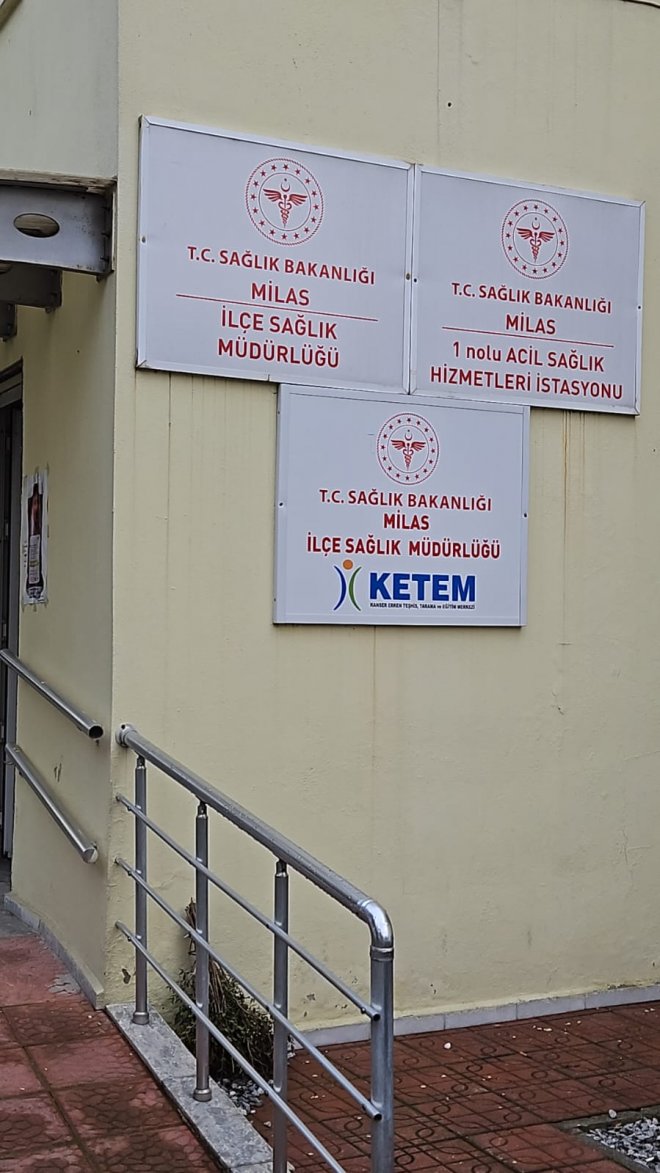 T.C. SAĞLIK BAKANLIĞI
MİLAS
İLÇE SAĞLIK
MÜDÜRLÜĞÜ
T.C. SAĞLIK BAKANLIĞI
MİLAS
1 nolu ACİL SAĞLIK
HİZMETLERİ İSTASYONU
T.C. SAĞLIK BAKANLIĞI
MİLAS
İLÇE SAĞLIK MÜDÜRLÜĞÜ
KETEM
KANSER ERKEN TEŞHİS, TARAMA ve EĞİTİM MERKEZİ